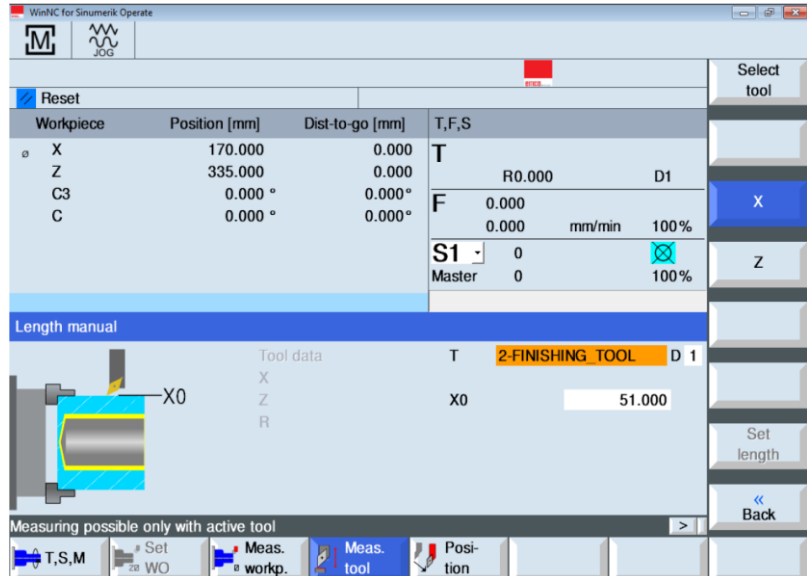 WinNC for Sinumerik Operate
M
JOG
Reset
Workpiece Position [mm] Dist-to-go [mm] T,F,S
ø X 170.000 0.000
Z 335.000 0.000
C3 0.000 ° 0.000°
C 0.000 ° 0.000°
T
R0.000 D1
F 0.000
0.000 mm/min 100%
S1 0
Master 0 100%
Length manual
Tool data
X
Z
R
X0
T 2-FINISHING_TOOL D 1
X0 51.000
Measuring possible only with active tool >
T,S,M
Set
WO
Meas.
workp.
Meas.
tool
Posi-
tion
Select
tool
X
Z
Set
length
«
Back